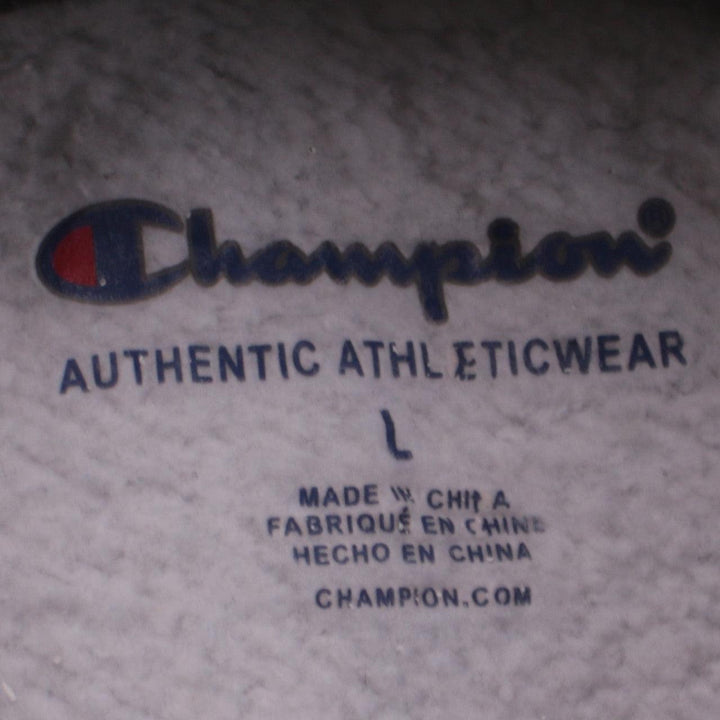 Champion®
AUTHENTIC ATHLETICWEAR
L
MADE IN CHINA
FABRIQUÉ EN CHINE
HECHO EN CHINA
CHAMPION.COM